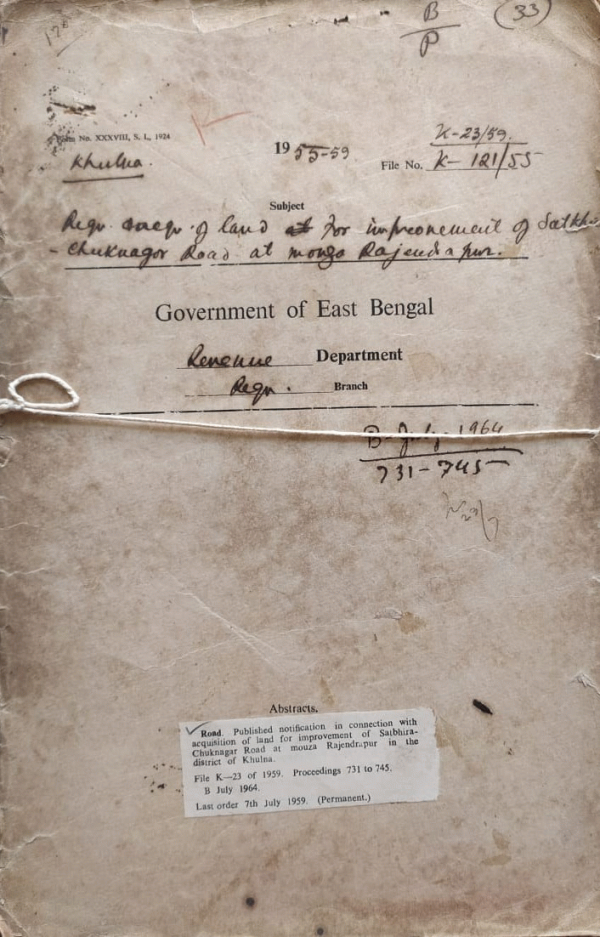 B
P
33
Form No. XXXVIII, S. I., 1924
Khulna.
1955-59
K-23/59.
File No. K- 121/55
Subject
Reqn. & acqn. of land for improvement of Satkhira
- Chuknagor Road at mouza Rajendrapur.
Government of East Bengal
Revenue Department
Reqn. Branch
B- July 1964
731-745
Abstracts.
Road. Published notification in connection with
acquisition of land for improvement of Satbhira-
Chuknagar Road at mouza Rajendrapur in the
district of Khulna.
File K—23 of 1959. Proceedings 731 to 745.
B July 1964.
Last order 7th July 1959. (Permanent.)